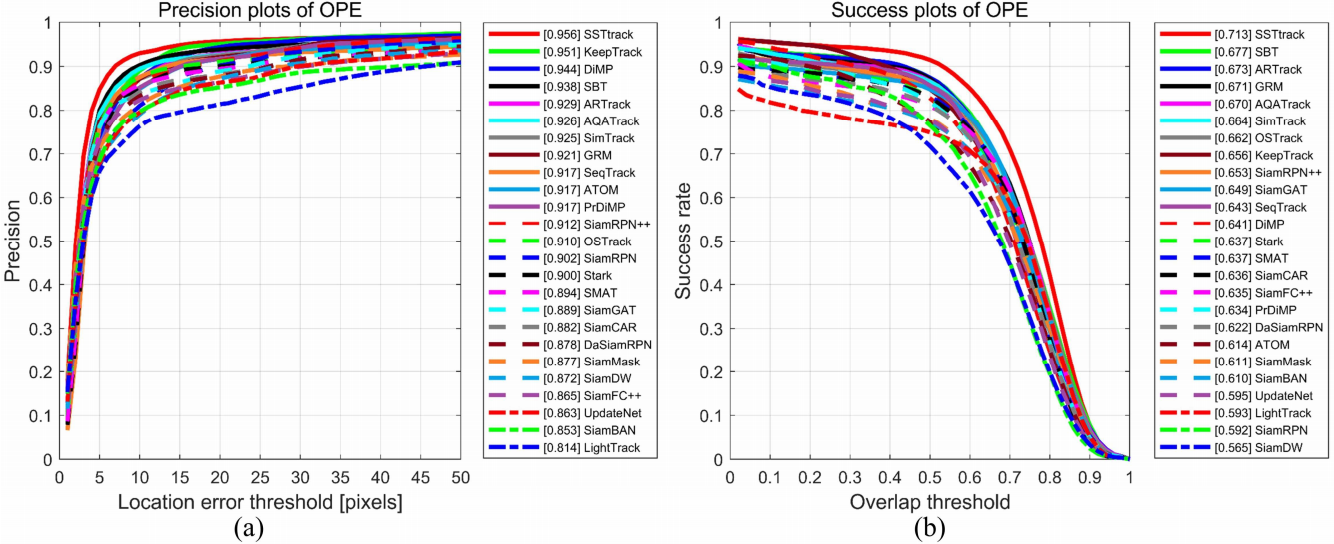 Precision plots of OPE
Precision
1
0.9
0.8
0.7
0.6
0.5
0.4
0.3
0.2
0.1
0
0 5 10 15 20 25 30 35 40 45 50
Location error threshold [pixels]
(a)
[0.956] SSTtrack
[0.951] KeepTrack
[0.944] DiMP
[0.938] SBT
[0.929] ARTrack
[0.926] AQATrack
[0.925] SimTrack
[0.921] GRM
[0.917] SeqTrack
[0.917] ATOM
[0.917] PrDiMP
[0.912] SiamRPN++
[0.910] OSTrack
[0.902] SiamRPN
[0.900] Stark
[0.894] SMAT
[0.889] SiamGAT
[0.882] SiamCAR
[0.878] DaSiamRPN
[0.877] SiamMask
[0.872] SiamDW
[0.865] SiamFC++
[0.863] UpdateNet
[0.853] SiamBAN
[0.814] LightTrack
Success plots of OPE
Success rate
1
0.9
0.8
0.7
0.6
0.5
0.4
0.3
0.2
0.1
0
0 0.1 0.2 0.3 0.4 0.5 0.6 0.7 0.8 0.9 1
Overlap threshold
(b)
[0.713] SSTtrack
[0.677] SBT
[0.673] ARTrack
[0.671] GRM
[0.670] AQATrack
[0.664] SimTrack
[0.662] OSTrack
[0.656] KeepTrack
[0.653] SiamRPN++
[0.649] SiamGAT
[0.643] SeqTrack
[0.641] DiMP
[0.637] Stark
[0.637] SMAT
[0.636] SiamCAR
[0.635] SiamFC++
[0.634] PrDiMP
[0.622] DaSiamRPN
[0.614] ATOM
[0.611] SiamMask
[0.610] SiamBAN
[0.595] UpdateNet
[0.593] LightTrack
[0.592] SiamRPN
[0.565] SiamDW